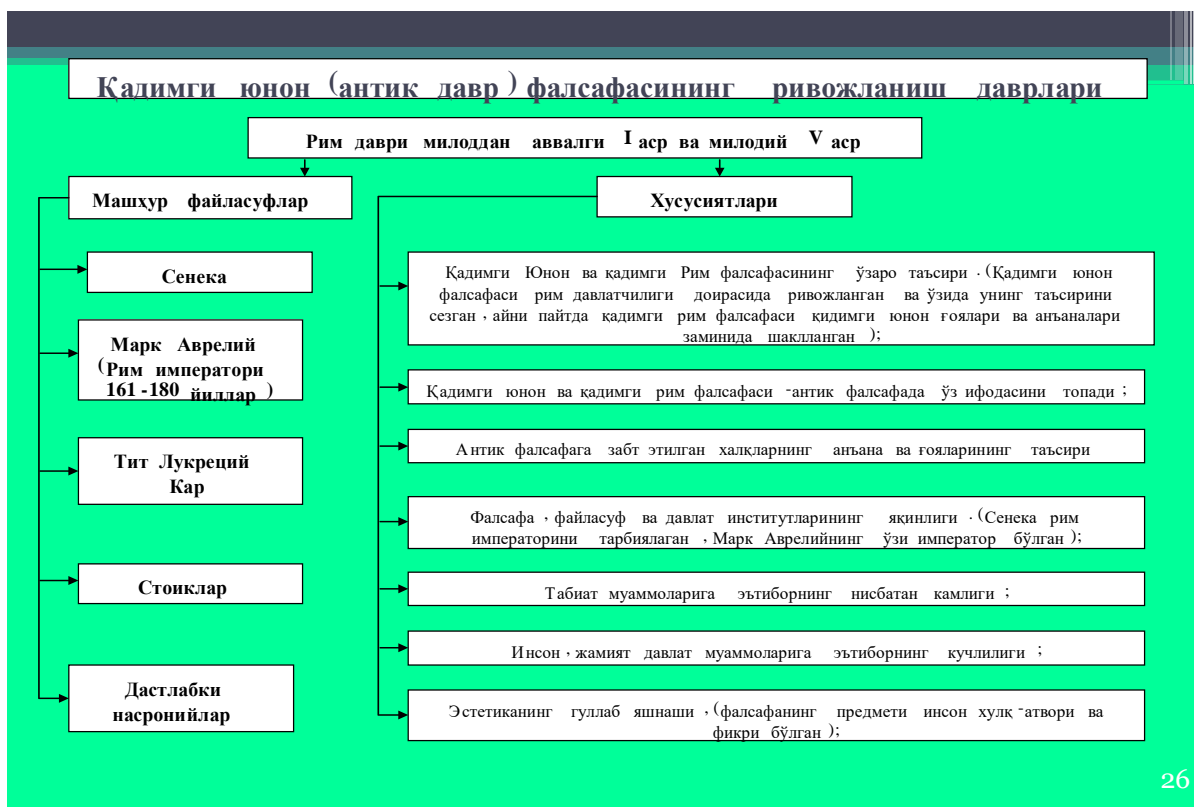 Қадимги юнон (антик давр ) фалсафасининг ривожланиш даврлари
Рим даври милоддан аввалги I аср ва милодий V аср
Машҳур файласуфлар
Сенека
Марк Аврелий
(Рим императори
161 -180 йиллар )
Тит Лукреций
Кар
Стоиклар
Дастлабки
насронийлар
Хусусиятлари
Қадимги Юнон ва қадимги Рим фалсафасининг ўзаро таъсири . (Қадимги юнон
фалсафаси рим давлатчилиги доирасида ривожланган ва ўзида унинг таъсирини
сезган , айни пайтда қадимги рим фалсафаси қидимги юнон ғоялари ва анъаналари
заминида шаклланган );
Қадимги юнон ва қадимги рим фалсафаси -антик фалсафада ўз ифодасини топади ;
Антик фалсафага забт этилган халқларнинг анъана ва ғояларининг таъсири
Фалсафа , файласуф ва давлат институтларининг яқинлиги . (Сенека рим
императорини тарбиялаган , Марк Аврелийнинг ўзи император бўлган );
Табиат муаммоларига эътиборнинг нисбатан камлиги ;
Инсон , жамият давлат муаммоларига эътиборнинг кучлилиги ;
Эстетиканинг гуллаб яшнаши , (фалсафанинг предмети инсон хулқ -атвори ва
фикри бўлган );
26